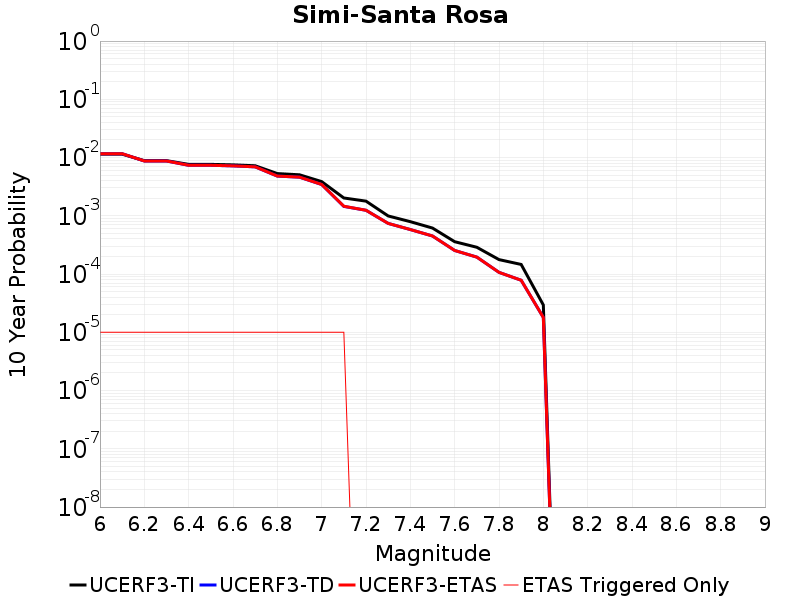 Simi-Santa Rosa
10 Year Probability
10^0
10^-1
10^-2
10^-3
10^-4
10^-5
10^-6
10^-7
10^-8
6 6.2 6.4 6.6 6.8 7 7.2 7.4 7.6 7.8 8 8.2 8.4 8.6 8.8 9
Magnitude
UCERF3-TI UCERF3-TD UCERF3-ETAS ETAS Triggered Only